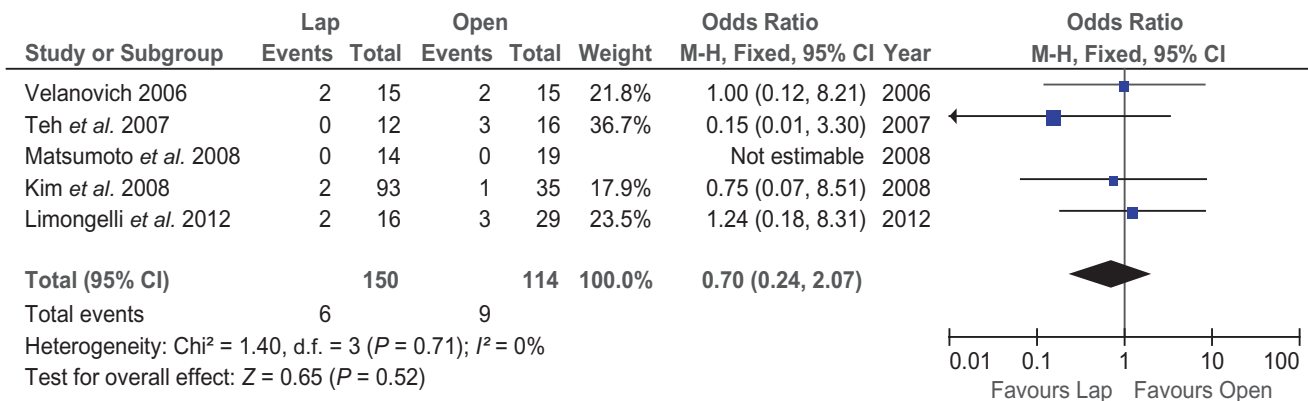 Lap Open Odds Ratio Odds Ratio
Study or Subgroup Events Total Events Total Weight M-H, Fixed, 95% CI Year M-H, Fixed, 95% CI
Velanovich 2006 2 15 2 15 21.8% 1.00 (0.12, 8.21) 2006
Teh et al. 2007 0 12 3 16 36.7% 0.15 (0.01, 3.30) 2007
Matsumoto et al. 2008 0 14 0 19 Not estimable 2008
Kim et al. 2008 2 93 1 35 17.9% 0.75 (0.07, 8.51) 2008
Limongelli et al. 2012 2 16 3 29 23.5% 1.24 (0.18, 8.31) 2012
Total (95% CI) 150 114 100.0% 0.70 (0.24, 2.07)
Total events 6 9
Heterogeneity: Chi² = 1.40, d.f. = 3 (P = 0.71); I² = 0%
Test for overall effect: Z = 0.65 (P = 0.52)
0.01 0.1 1 10 100
Favours Lap Favours Open